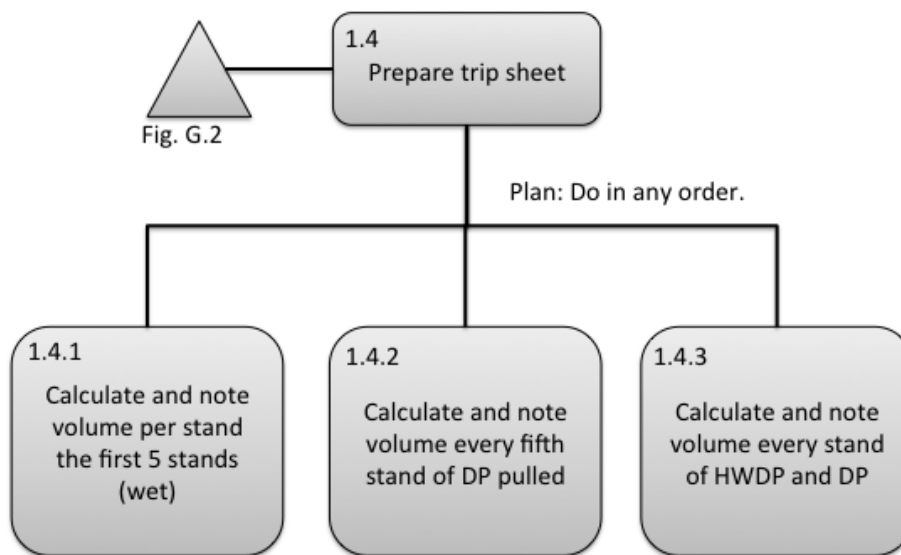 1.4
Prepare trip sheet
Fig. G.2
Plan: Do in any order.
1.4.1
Calculate and note
volume per stand
the first 5 stands
(wet)
1.4.2
Calculate and note
volume every fifth
stand of DP pulled
1.4.3
Calculate and note
volume every stand
of HWDP and DP